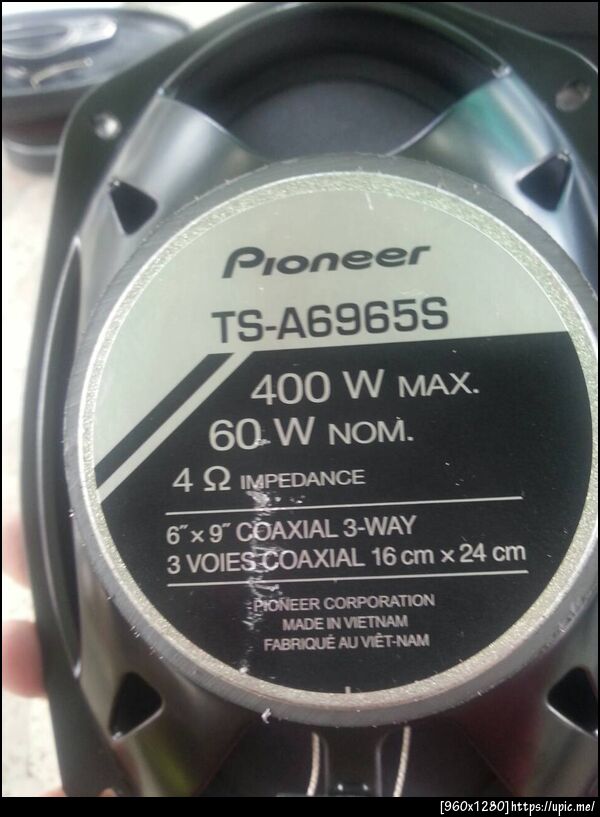 Pioneer
TS-A6965S
400 W MAX.
60 W NOM.
4 Ω IMPEDANCE
6″ × 9″ COAXIAL 3-WAY
3 VOIES COAXIAL 16 cm × 24 cm
PIONEER CORPORATION
MADE IN VIETNAM
FABRIQUÉ AU VIÊT-NAM
[960x1280]https://upic.me/